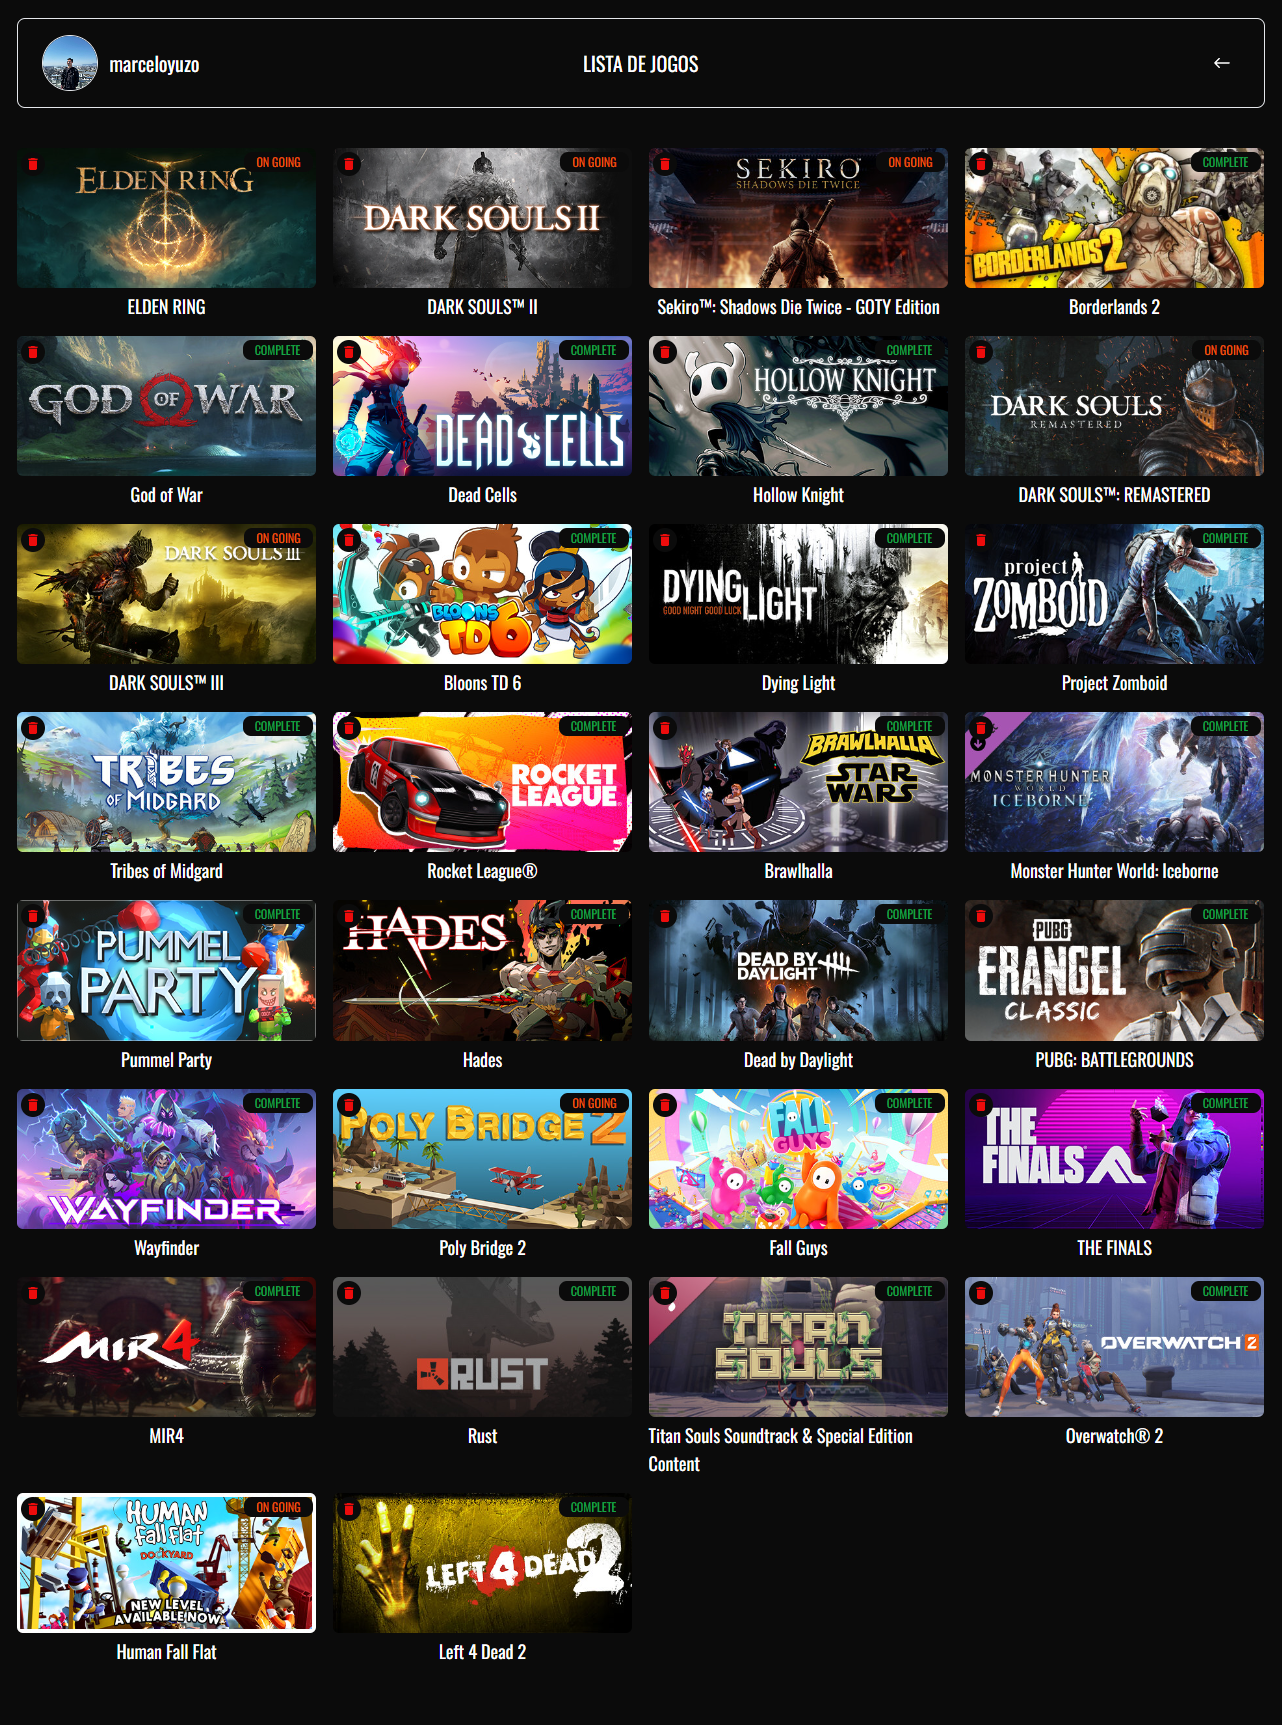 marceloyuzo
LISTA DE JOGOS
ON GOING
ELDEN RING
ELDEN RING
ON GOING
DARK SOULS II
DARK SOULS™ II
ON GOING
SEKIRO
SHADOWS DIE TWICE
Sekiro™: Shadows Die Twice - GOTY Edition
COMPLETE
BORDERLANDS 2
Borderlands 2
COMPLETE
GOD OF WAR
God of War
COMPLETE
DEAD CELLS
Dead Cells
COMPLETE
HOLLOW KNIGHT
Hollow Knight
ON GOING
DARK SOULS
REMASTERED
DARK SOULS™: REMASTERED
ON GOING
DARK SOULS III
DARK SOULS™ III
COMPLETE
BLOONS
TD 6
Bloons TD 6
COMPLETE
DYING
LIGHT
GOOD NIGHT GOOD LUCK
Dying Light
COMPLETE
project
ZOMBOID
Project Zomboid
COMPLETE
TRIBES
OF MIDGARD
Tribes of Midgard
COMPLETE
ROCKET
LEAGUE®
Rocket League®
COMPLETE
BRAWLHALLA
STAR
WARS
Brawlhalla
COMPLETE
MONSTER HUNTER
WORLD
ICEBORNE
Monster Hunter World: Iceborne
COMPLETE
PUMMEL
PARTY
Pummel Party
COMPLETE
HADES
Hades
COMPLETE
DEAD BY
DAYLIGHT
Dead by Daylight
COMPLETE
PUBG
ERANGEL
CLASSIC
PUBG: BATTLEGROUNDS
COMPLETE
WAYFINDER
Wayfinder
ON GOING
POLY BRIDGE 2
Poly Bridge 2
COMPLETE
FALL
GUYS
Fall Guys
COMPLETE
THE
FINALS
THE FINALS
COMPLETE
MIR4
MIR4
COMPLETE
RUST
Rust
COMPLETE
TITAN
SOULS
Titan Souls Soundtrack & Special Edition
Content
COMPLETE
OVERWATCH 2
Overwatch® 2
ON GOING
HUMAN
fall flat
DOCKYARD
NEW LEVEL
AVAILABLE NOW
Human Fall Flat
COMPLETE
LEFT 4 DEAD 2
Left 4 Dead 2